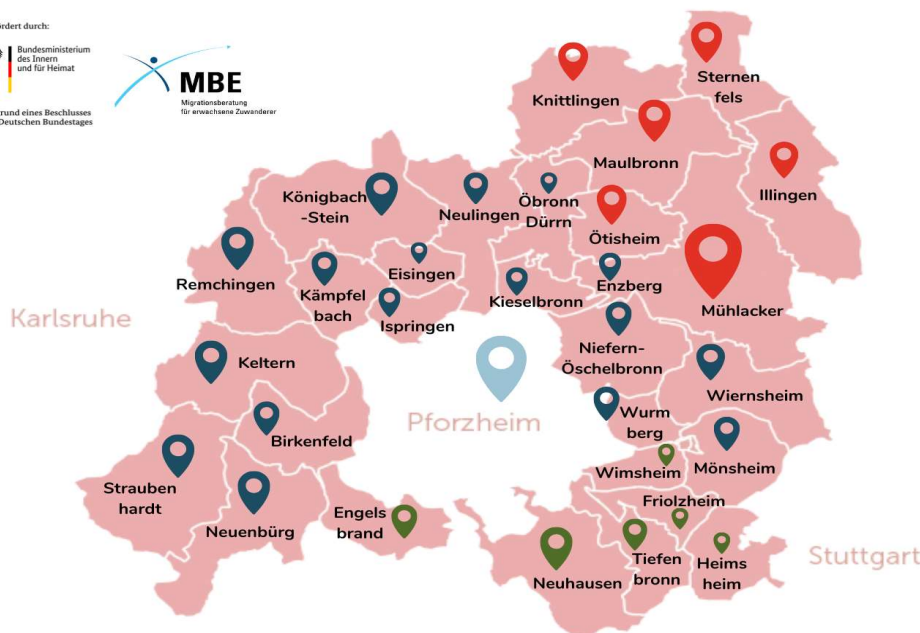 ördert durch:
Bundesministerium
des Innern
und für Heimat
rund eines Beschlusses
Deutschen Bundestages
MBE
Migrationsberatung
für erwachsene Zuwanderer
Sternen
fels
Knittlingen
Maulbronn
Illingen
Königbach
-Stein
Neulingen
Öbronn
Dürrn
Ötisheim
Remchingen
Kämpfel
bach
Eisingen
Ispringen
Kieselbronn
Enzberg
Mühlacker
Karlsruhe
Keltern
Niefern-
Öschelbronn
Wiernsheim
Pforzheim
Birkenfeld
Wurm
berg
Wimsheim
Mönsheim
Strauben
hardt
Neuenbürg
Engels
brand
Friolzheim
Neuhausen
Tiefen
bronn
Heims
heim
Stuttgart